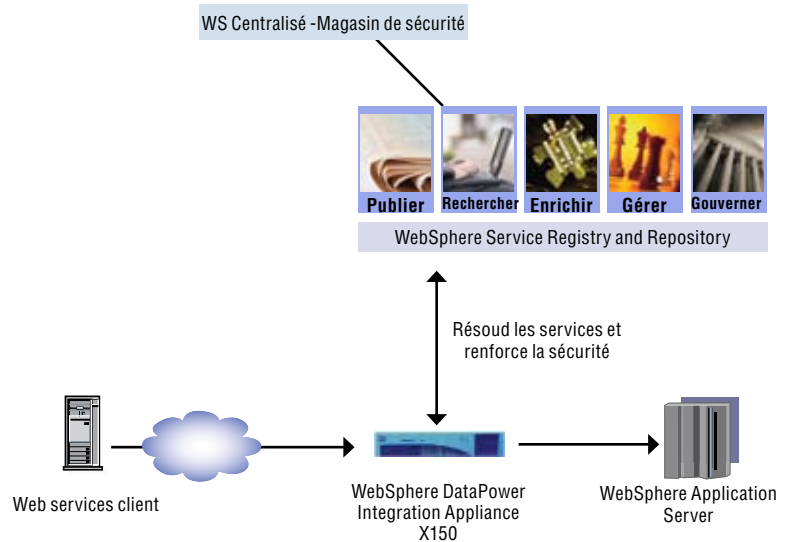 WS Centralisé -Magasin de sécurité
Publier Rechercher Enrichir Gérer Gouverner
WebSphere Service Registry and Repository
Résoud les services et
renforce la sécurité
Web services client
WebSphere DataPower
Integration Appliance
X150
WebSphere Application
Server